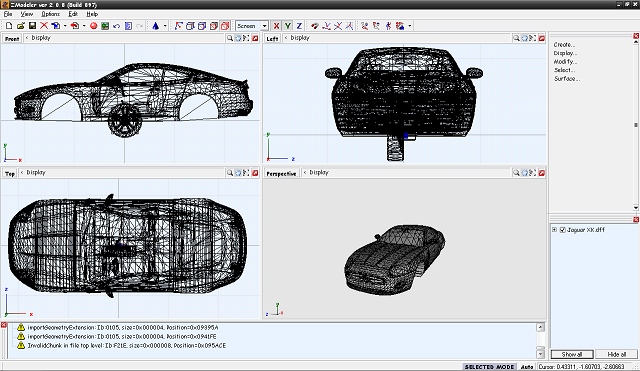 ZModeler ver 2.0.8 (Build 897)
File View Options Edit Help
Screen X Y Z
Front < Display
Left < Display
Create...
Display...
Modify...
Select...
Surface...
Top < Display
Perspective < Display
Jaguar XK.dff
importGeometryExtension: ID:0105, size=0x000004, Position=0x09395A
importGeometryExtension: ID:0105, size=0x000004, Position=0x0941FE
InvalidChunk in file top level: ID F21E, size=0x000008, Position=0x095ACE
Show all Hide all
SELECTED MODE Auto Cursor: 0.43311, -1.60703, -2.60663